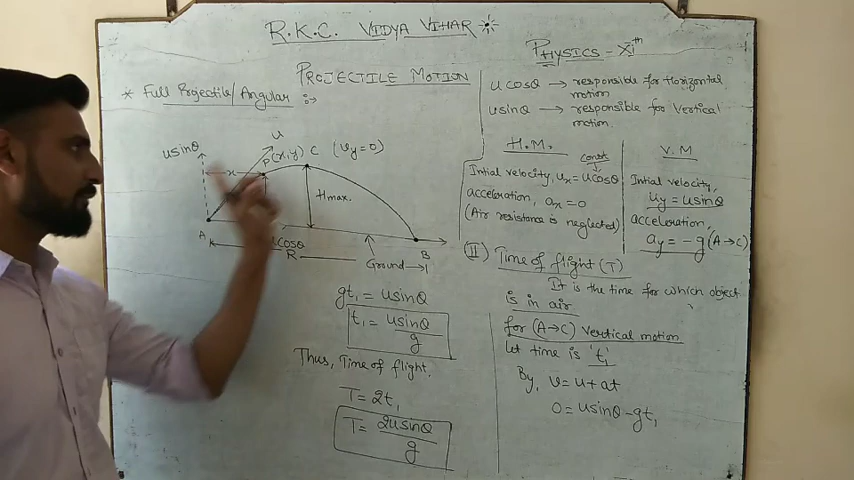 R.K.C. VIDYA VIHAR
PHYSICS - XIth
PROJECTILE MOTION
* Full Projectile/Angular :→
usinθ
u
P(x,y) C (vy=0)
x
Hmax.
A
ucosθ
B
R
Ground
gt₁ = usinθ
t₁ = usinθ/g
Thus, Time of flight.
T = 2t₁
T = 2usinθ/g
ucosθ → responsible for Horizontal
motion
usinθ → responsible for Vertical
motion.
H.M.
const
Intial velocity, ux = ucosθ
acceleration, ax = 0
(Air resistance is neglected)
V.M
Intial velocity,
uy = usinθ
acceleration,
ay = -g (A→C)
(II) Time of flight (T)
It is the time for which object
is in air
for (A→C) Vertical motion
let time is 't₁'
By, v = u + at
0 = usinθ - gt₁